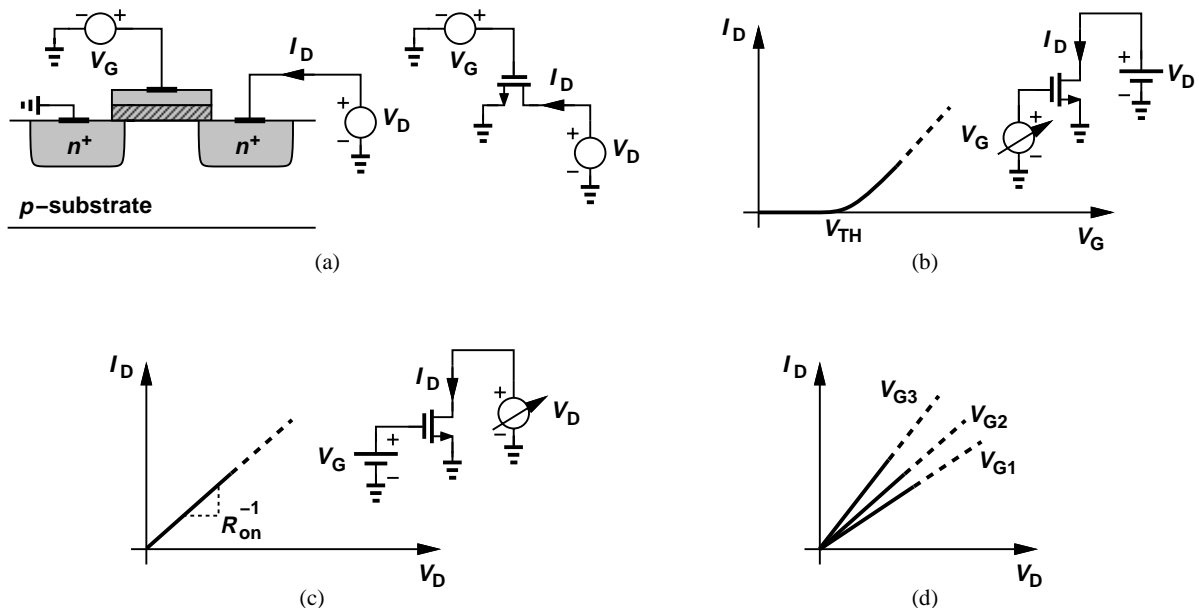 − +
V_G
I_D
+
−
V_D
n⁺
n⁺
p−substrate
− +
V_G
I_D
+
−
V_D
(a)
I_D
V_TH
V_G
I_D
+
−
V_D
V_G
+
−
(b)
I_D
R_on^−1
V_D
I_D
V_G
+
−
+
−
V_D
(c)
I_D
V_G3
V_G2
V_G1
V_D
(d)